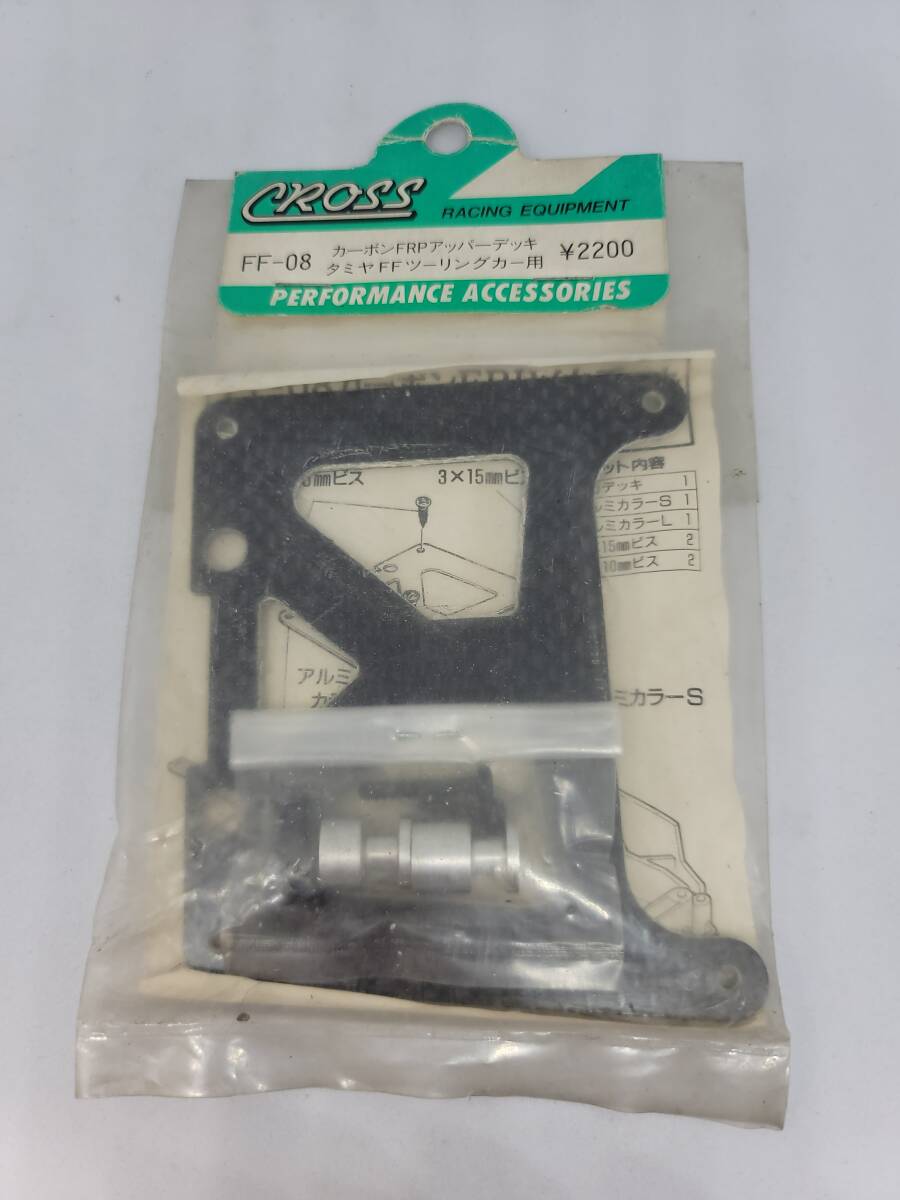 CROSS
RACING EQUIPMENT
FF-08 カーボンFRPアッパーデッキ
タミヤFFツーリングカー用 ¥2200
PERFORMANCE ACCESSORIES
mmビス
3×15mmビ
ット内容
デッキ 1
ルミカラーS 1
ルミカラーL 1
15mmビス 2
10mmビス 2
アルミ
カ
ミカラーS